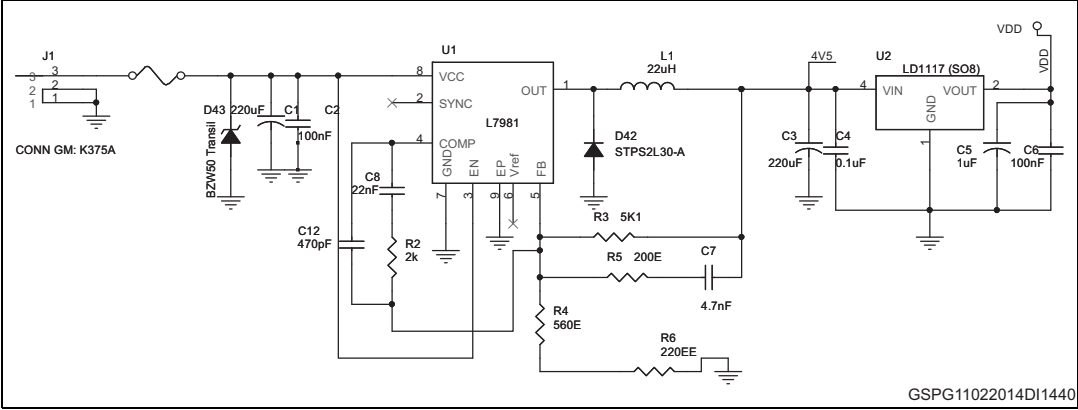 VDD
J1
U1
L1
22uH
U2
LD1117 (SO8)
VDD
4V5
3
3
2
2
1
1
CONN GM: K375A
D43
BZW50 Transil
220uF
C1
C2
100nF
8
VCC
2
SYNC
4
COMP
L7981
OUT
1
GND
EN
EP
Vref
FB
7
3
9
6
5
D42
STPS2L30-A
C3
220uF
C4
0.1uF
4
VIN
GND
VOUT
2
1
C5
1uF
C6
100nF
C8
22nF
C12
470pF
R2
2k
R3
5K1
R5
200E
C7
4.7nF
R4
560E
R6
220EE
GSPG11022014DI1440